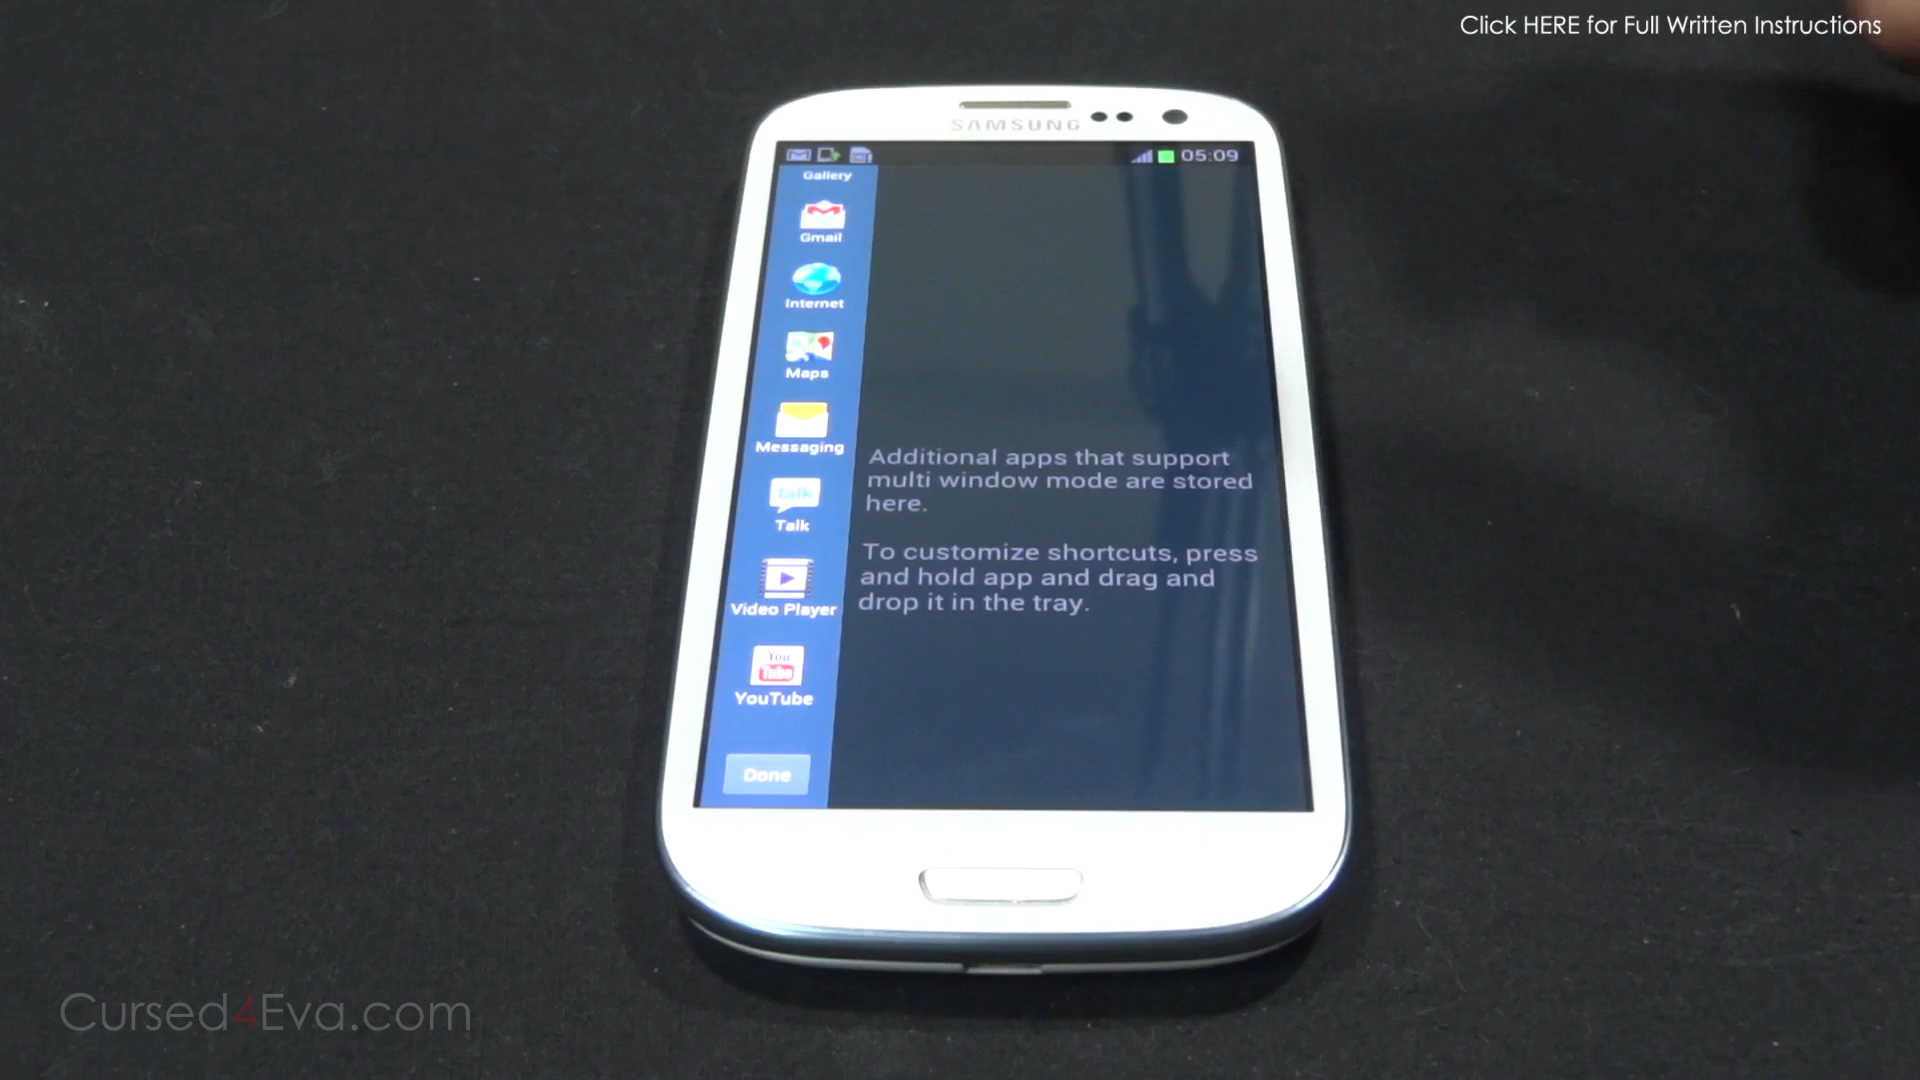 Click HERE for Full Written Instructions
SAMSUNG
05:09
Gallery
Gmail
Internet
Maps
Messaging
talk
Talk
Video Player
You
Tube
YouTube
Done
Additional apps that support
multi window mode are stored
here.
To customize shortcuts, press
and hold app and drag and
drop it in the tray.
Cursed4Eva.com